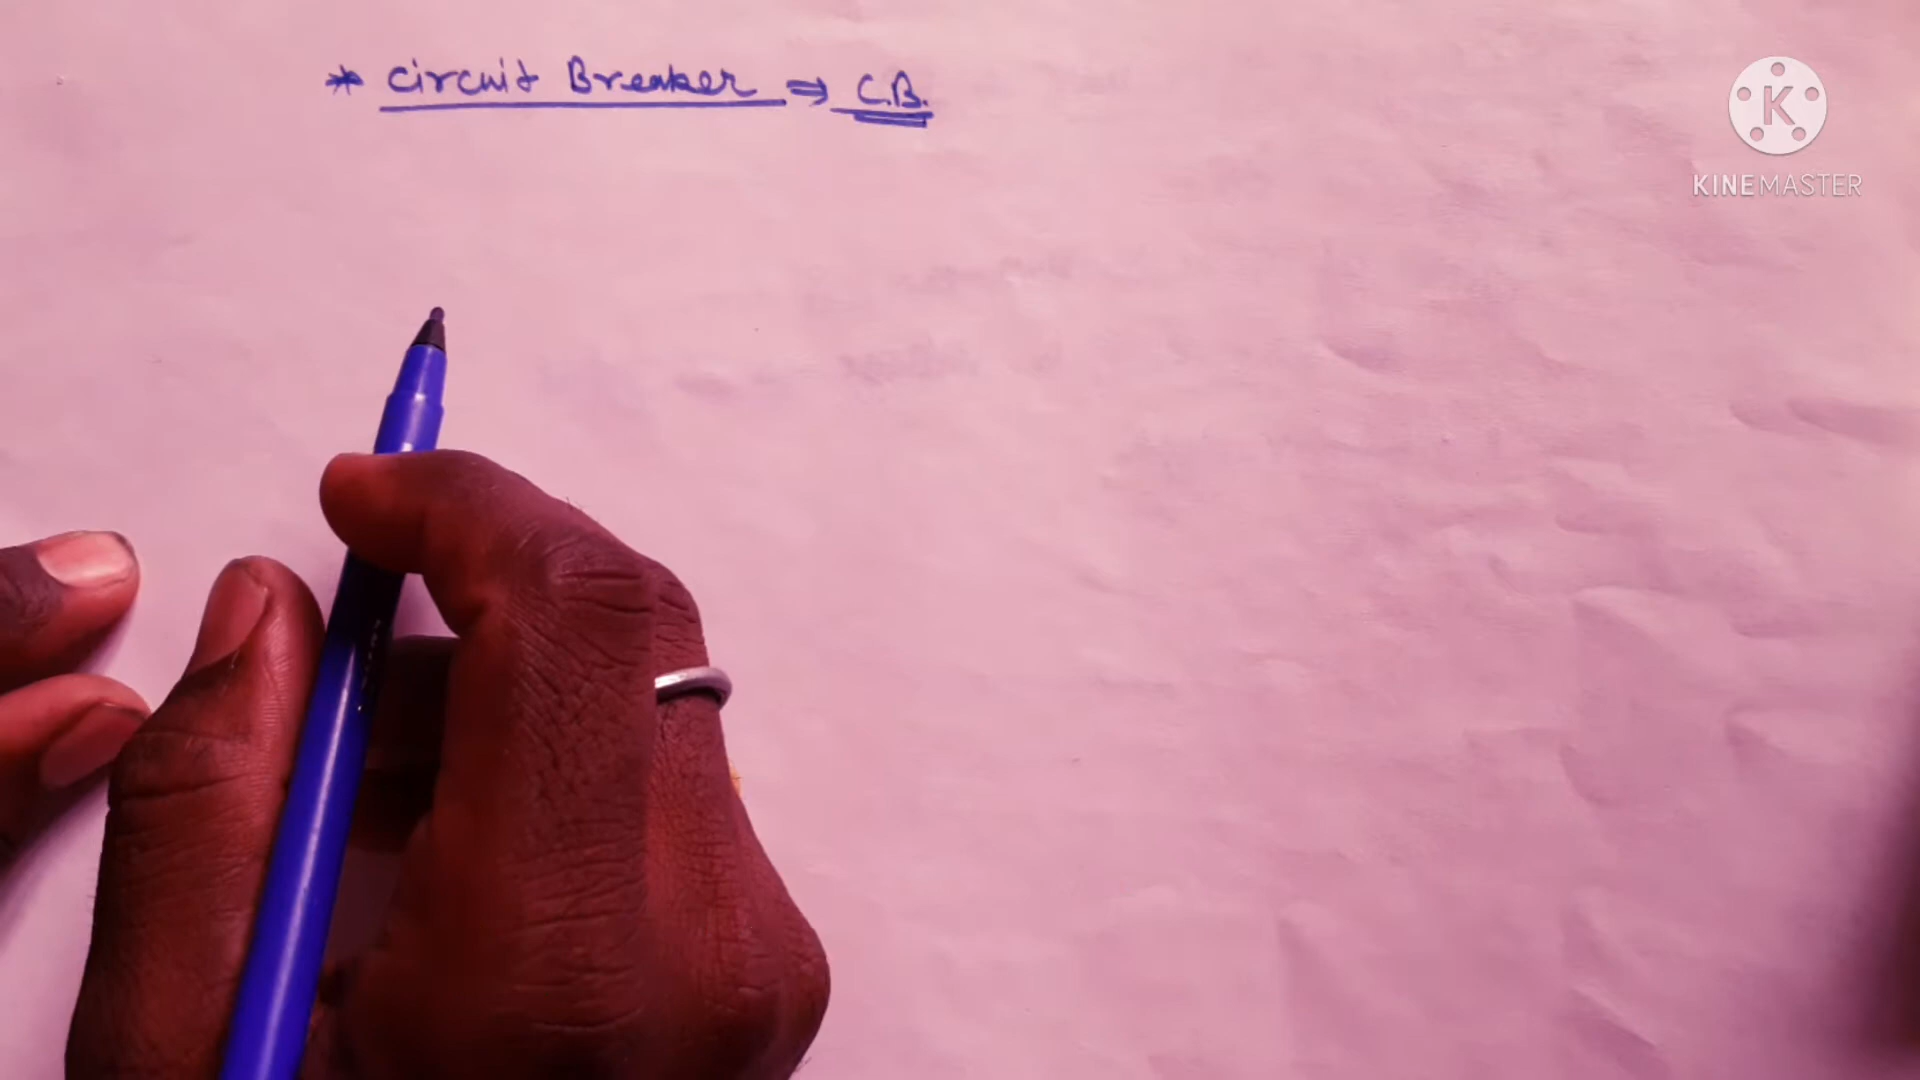 * Circuit Breaker ⇒ C.B.
K
KINEMASTER